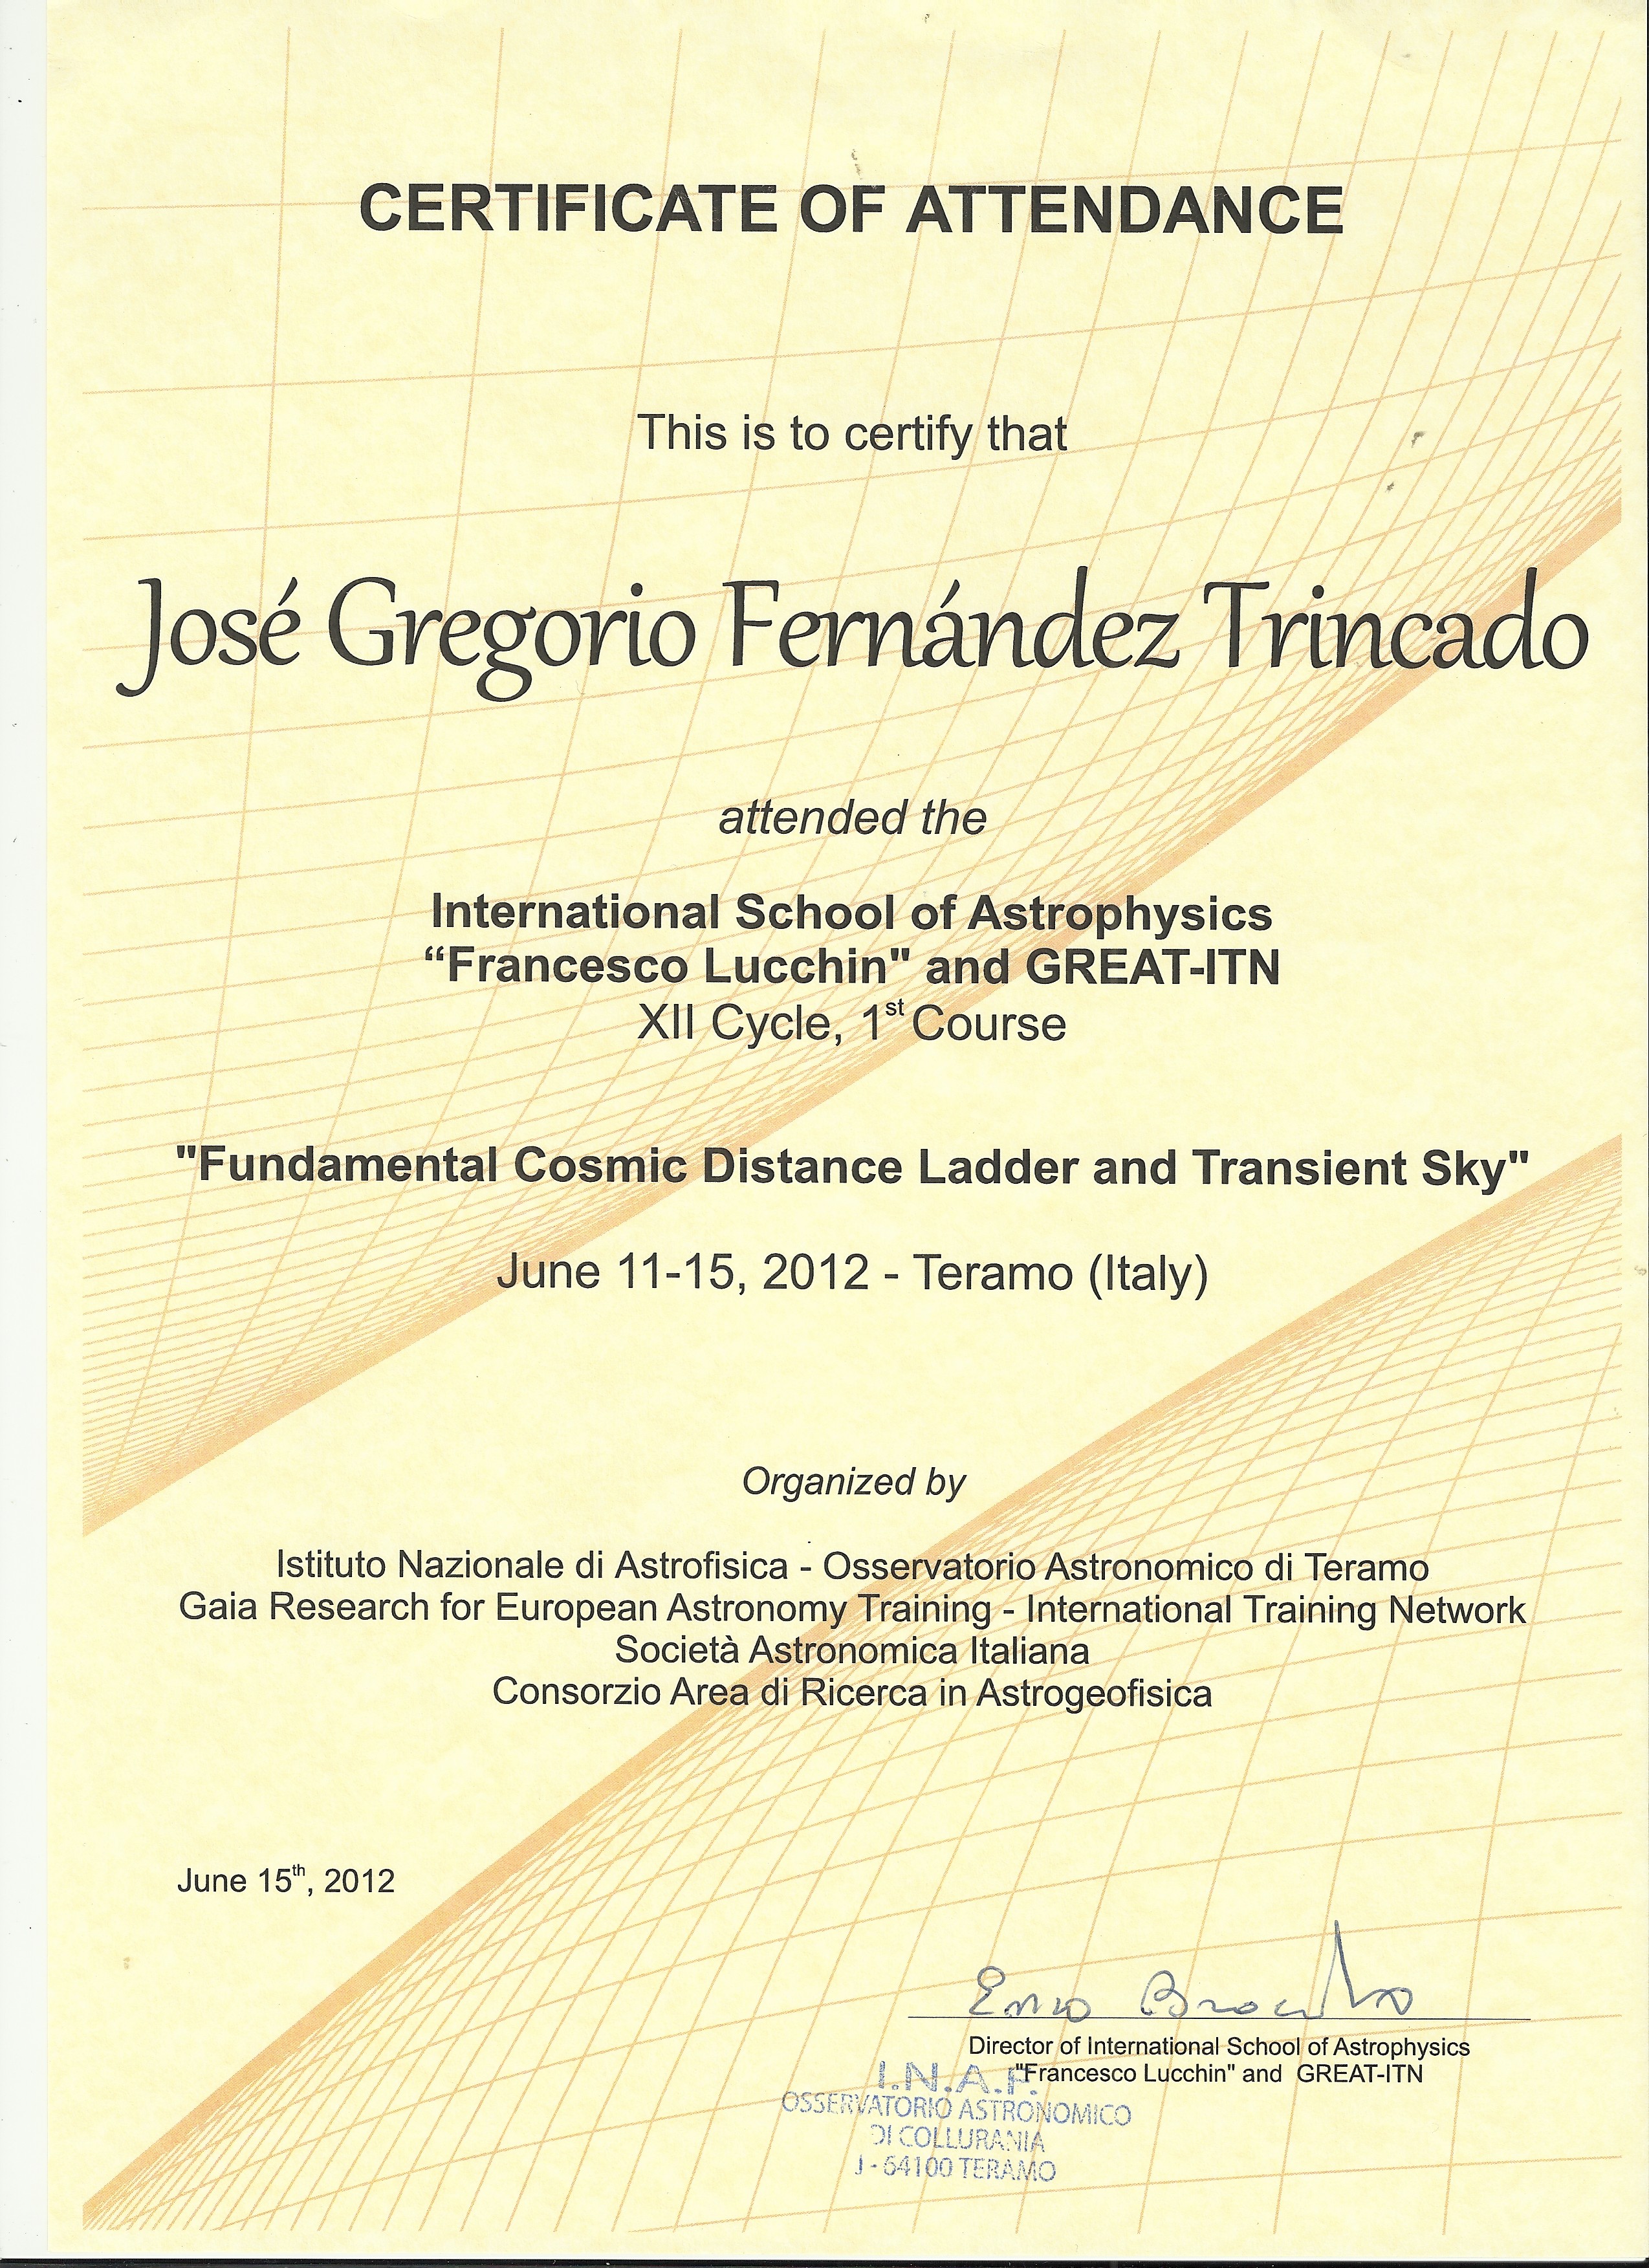 CERTIFICATE OF ATTENDANCE
This is to certify that
José Gregorio Fernández Trincado
attended the
International School of Astrophysics
“Francesco Lucchin" and GREAT-ITN
XII Cycle, 1st Course
"Fundamental Cosmic Distance Ladder and Transient Sky"
June 11-15, 2012 - Teramo (Italy)
Organized by
Istituto Nazionale di Astrofisica - Osservatorio Astronomico di Teramo
Gaia Research for European Astronomy Training - International Training Network
Società Astronomica Italiana
Consorzio Area di Ricerca in Astrogeofisica
June 15th, 2012
Enzo
Director of International School of Astrophysics
"Francesco Lucchin" and GREAT-ITN
I.N.A.F.
OSSERVATORIO ASTRONOMICO
DI COLLURANIA
I - 64100 TERAMO